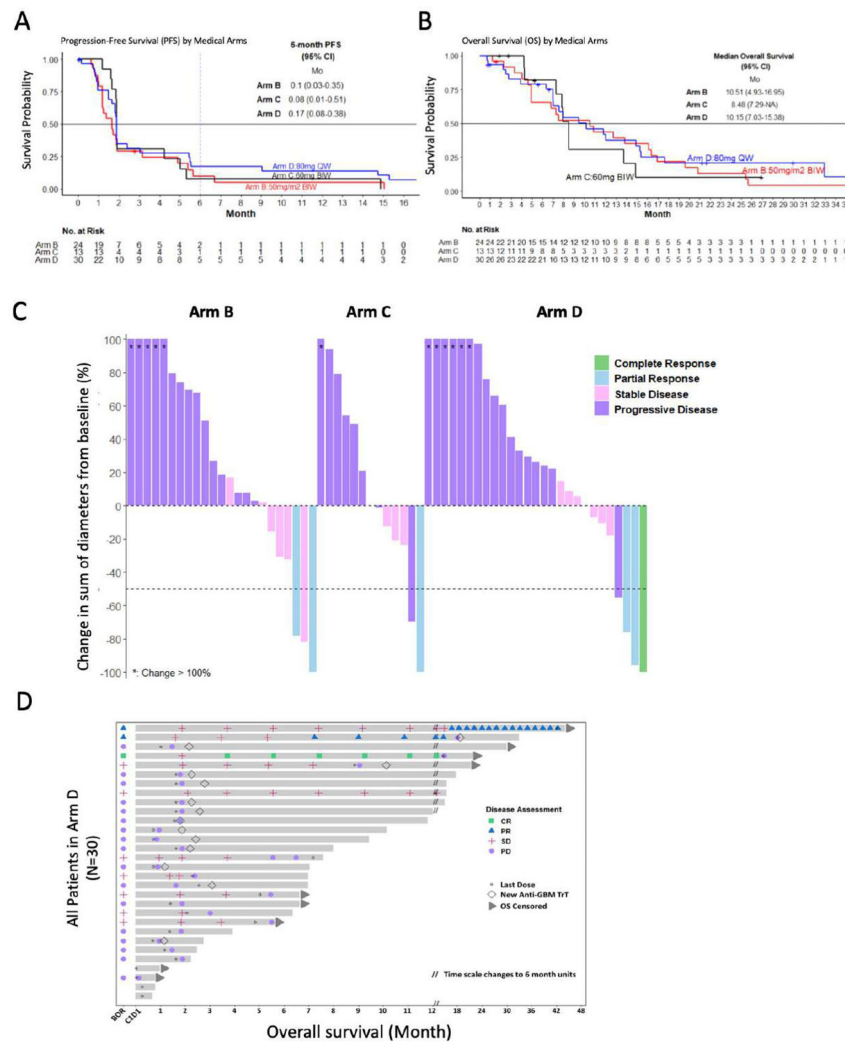 A
Progression-Free Survival (PFS) by Medical Arms
6-month PFS
(95% CI)
Mo
Arm B 0.1 (0.03-0.35)
Arm C 0.08 (0.01-0.51)
Arm D 0.17 (0.08-0.38)
Survival Probability
1.00
0.75
0.50
0.25
0.00
Arm D:80mg QW
Arm C:60mg BIW
Arm B:50mg/m2 BIW
0 1 2 3 4 5 6 7 8 9 10 11 12 13 14 15 16
Month
No. at Risk
Arm B 24 19 7 6 5 4 2 1 1 1 1 1 1 1 1 1 0
Arm C 13 13 4 4 4 3 1 1 1 1 1 1 1 1 1 0 0
Arm D 30 22 10 9 8 8 5 5 5 5 4 4 4 4 4 3 2
B
Overall Survival (OS) by Medical Arms
Median Overall Survival
(95% CI)
Mo
Arm B 10.51 (4.93-16.95)
Arm C 8.48 (7.29-NA)
Arm D 10.15 (7.03-15.38)
Survival Probability
1.00
0.75
0.50
0.25
0.00
Arm D:80mg QW
Arm B:50mg/m2 BIW
Arm C:60mg BIW
Month
No. at Risk
Arm B
Arm C
Arm D
C
Arm B Arm C Arm D
Change in sum of diameters from baseline (%)
100
80
60
40
20
0
-20
-40
-60
-80
-100
Complete Response
Partial Response
Stable Disease
Progressive Disease
*: Change > 100%
D
All Patients in Arm D
(N=30)
Disease Assessment
CR
PR
SD
PD
Last Dose
New Anti-GBM TrT
OS Censored
// Time scale changes to 6 month units
BOR C1D1 1 2 3 4 5 6 7 8 9 10 11 12 18 24 30 36 42 48
Overall survival (Month)